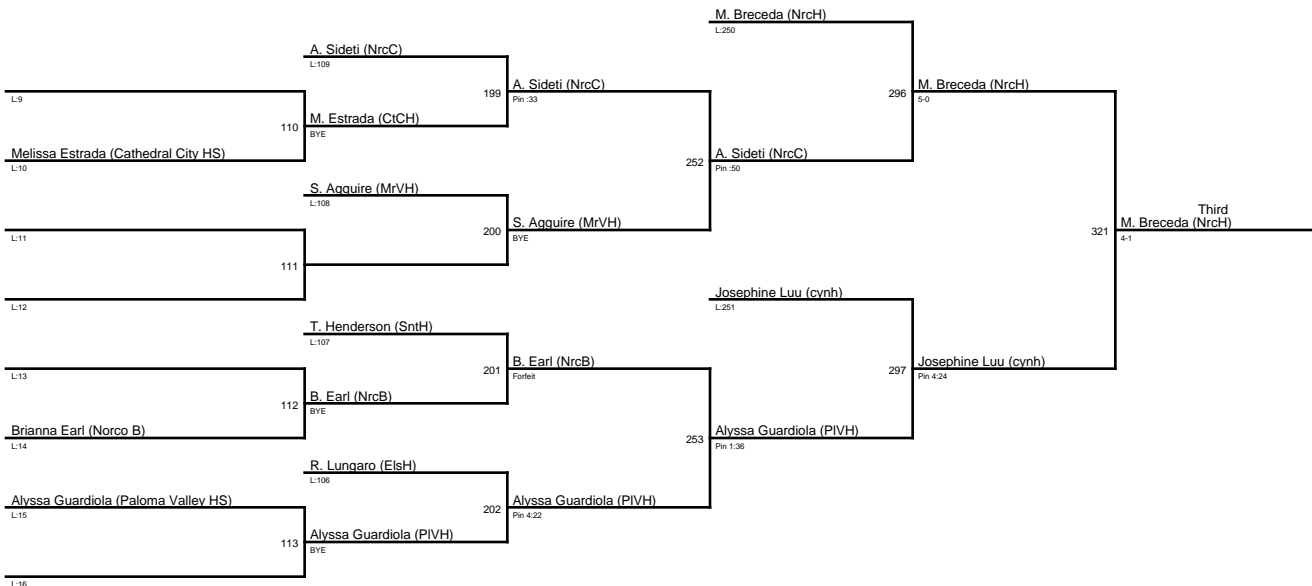 M. Breceda (NrcH)
L:250
A. Sideti (NrcC)
L:109
L:9
199
A. Sideti (NrcC)
Pin :33
296
M. Breceda (NrcH)
5-0
110
M. Estrada (CtCH)
BYE
Melissa Estrada (Cathedral City HS)
L:10
252
A. Sideti (NrcC)
Pin :50
S. Agguire (MrVH)
L:108
L:11
200
S. Agguire (MrVH)
BYE
321
Third
M. Breceda (NrcH)
4-1
111
L:12
Josephine Luu (cynh)
L:251
T. Henderson (SntH)
L:107
L:13
201
B. Earl (NrcB)
Forfeit
297
Josephine Luu (cynh)
Pin 4:24
112
B. Earl (NrcB)
BYE
Brianna Earl (Norco B)
L:14
253
Alyssa Guardiola (PlVH)
Pin 1:36
R. Lungaro (ElsH)
L:106
Alyssa Guardiola (Paloma Valley HS)
L:15
202
Alyssa Guardiola (PlVH)
Pin 4:22
113
Alyssa Guardiola (PlVH)
BYE
L:16